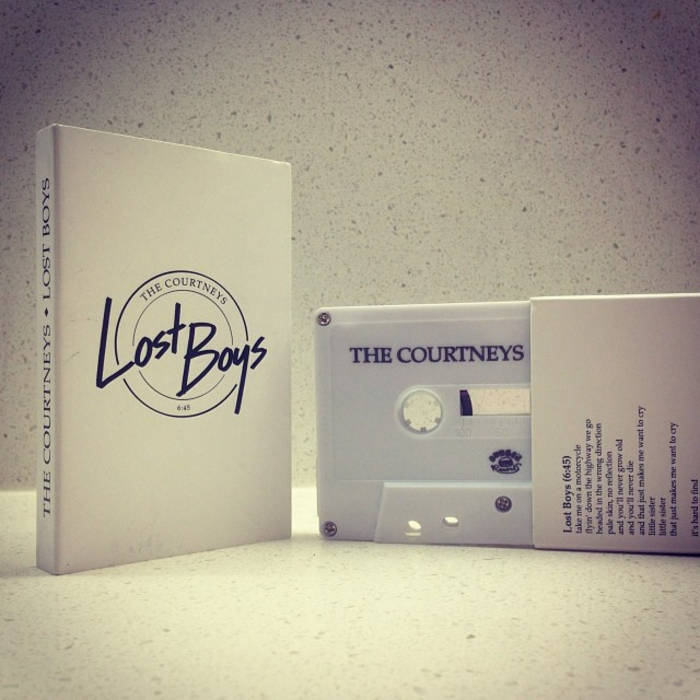 THE COURTNEYS ♦ LOST BOYS
THE COURTNEYS
Lost Boys
6:45
THE COURTNEYS
Lost Boys (6:45)
take me on a motorcycle
flyin' down the highway we go
headed in the wrong direction
pale skin, no reflection
and you'll never grow old
and you'll never die
and that just makes me want to cry
little sister
little sister
that just makes me want to cry
it's hard to find